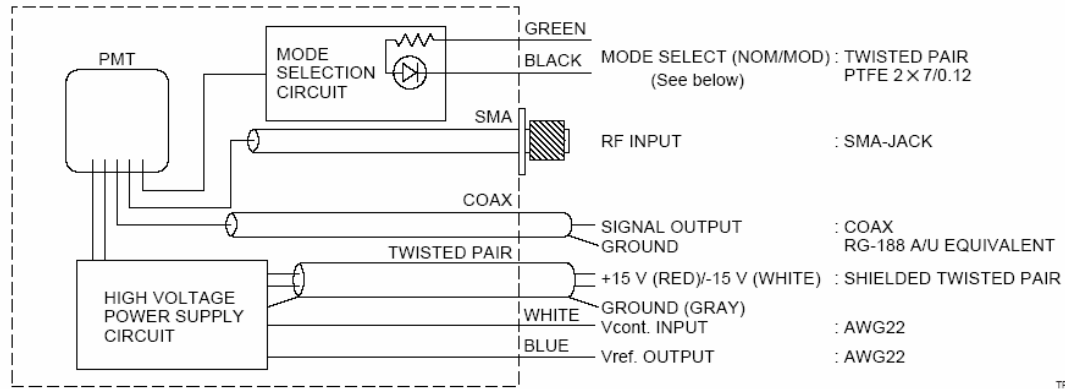 GREEN
PMT
MODE
SELECTION
CIRCUIT
BLACK
MODE SELECT (NOM/MOD) : TWISTED PAIR
(See below)
PTFE 2 × 7/0.12
SMA
RF INPUT : SMA-JACK
COAX
SIGNAL OUTPUT : COAX
GROUND
RG-188 A/U EQUIVALENT
TWISTED PAIR
+15 V (RED)/-15 V (WHITE) : SHIELDED TWISTED PAIR
HIGH VOLTAGE
POWER SUPPLY
CIRCUIT
GROUND (GRAY)
WHITE
Vcont. INPUT : AWG22
BLUE
Vref. OUTPUT : AWG22